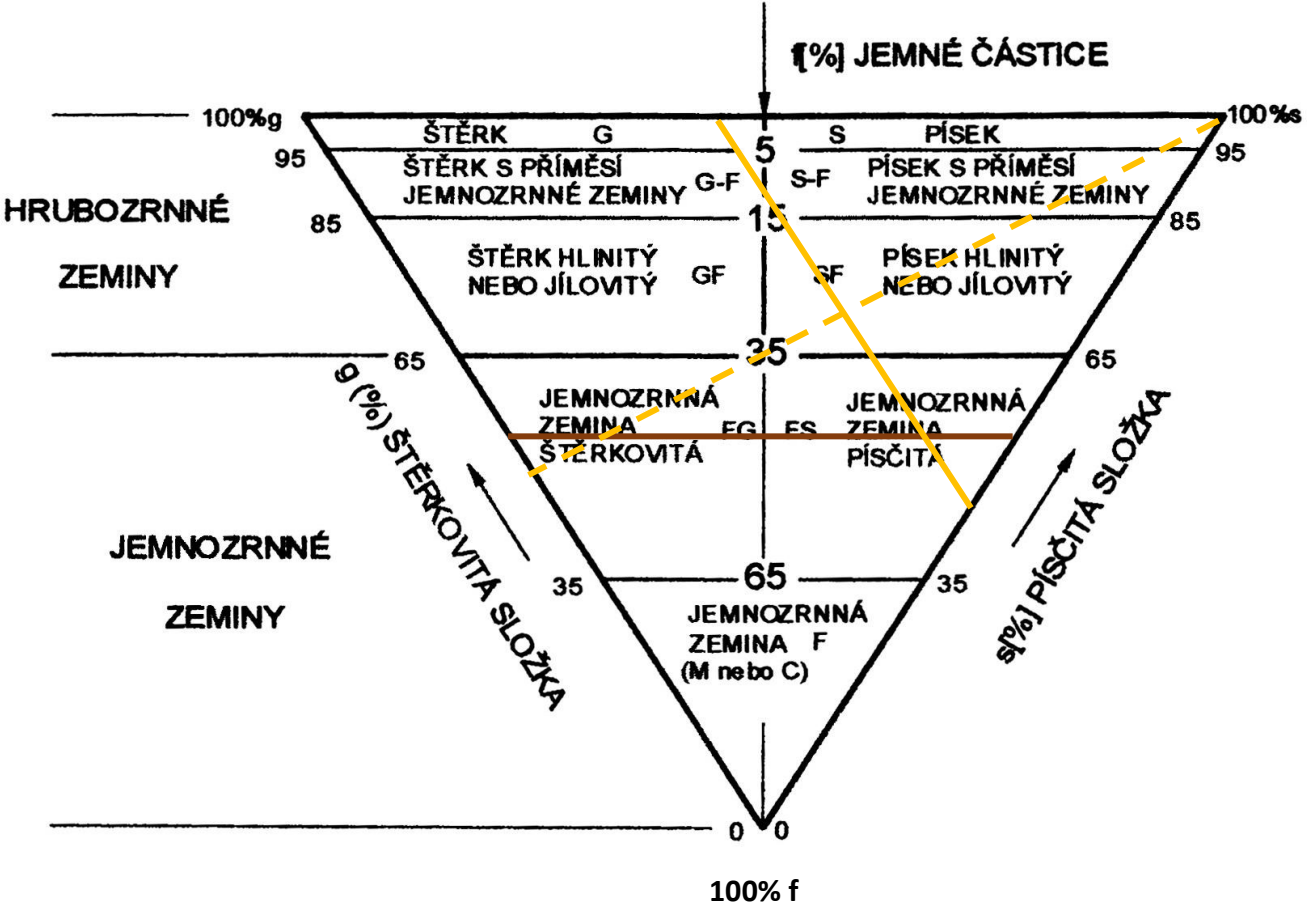 f[%] JEMNÉ ČÁSTICE
100%g
100%s
ŠTĚRK G
5
S PÍSEK
95
95
ŠTĚRK S PŘÍMĚSÍ
JEMNOZRNNÉ ZEMINY
G-F
S-F
PÍSEK S PŘÍMĚSÍ
JEMNOZRNNÉ ZEMINY
HRUBOZRNNÉ
ZEMINY
85
15
85
ŠTĚRK HLINITÝ
NEBO JÍLOVITÝ
GF
SF
PÍSEK HLINITÝ
NEBO JÍLOVITÝ
65
35
65
g (%) ŠTĚRKOVITÁ SLOŽKA
JEMNOZRNNÁ
ZEMINA
ŠTĚRKOVITÁ
FG
FS
JEMNOZRNNÁ
ZEMINA
PÍSČITÁ
s[%] PÍSČITÁ SLOŽKA
JEMNOZRNNÉ
ZEMINY
35
65
35
JEMNOZRNNÁ
ZEMINA F
(M nebo C)
0
0
100% f